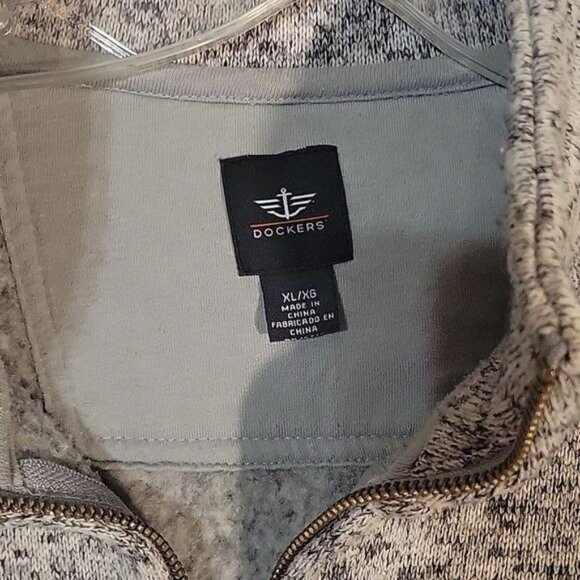 DOCKERS
XL/XG
MADE IN
CHINA
FABRICADO EN
CHINA